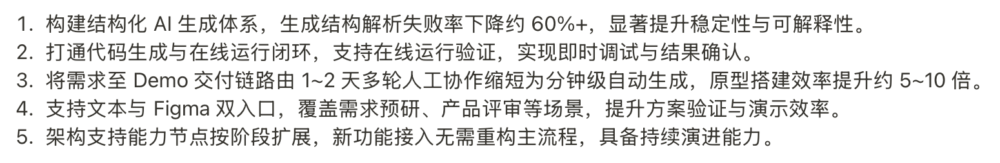 1. 构建结构化 AI 生成体系，生成结构解析失败率下降约 60%+，显著提升稳定性与可解释性。
2. 打通代码生成与在线运行闭环，支持在线运行验证，实现即时调试与结果确认。
3. 将需求至 Demo 交付链路由 1~2 天多轮人工协作缩短为分钟级自动生成，原型搭建效率提升约 5~10 倍。
4. 支持文本与 Figma 双入口，覆盖需求预研、产品评审等场景，提升方案验证与演示效率。
5. 架构支持能力节点按阶段扩展，新功能接入无需重构主流程，具备持续演进能力。